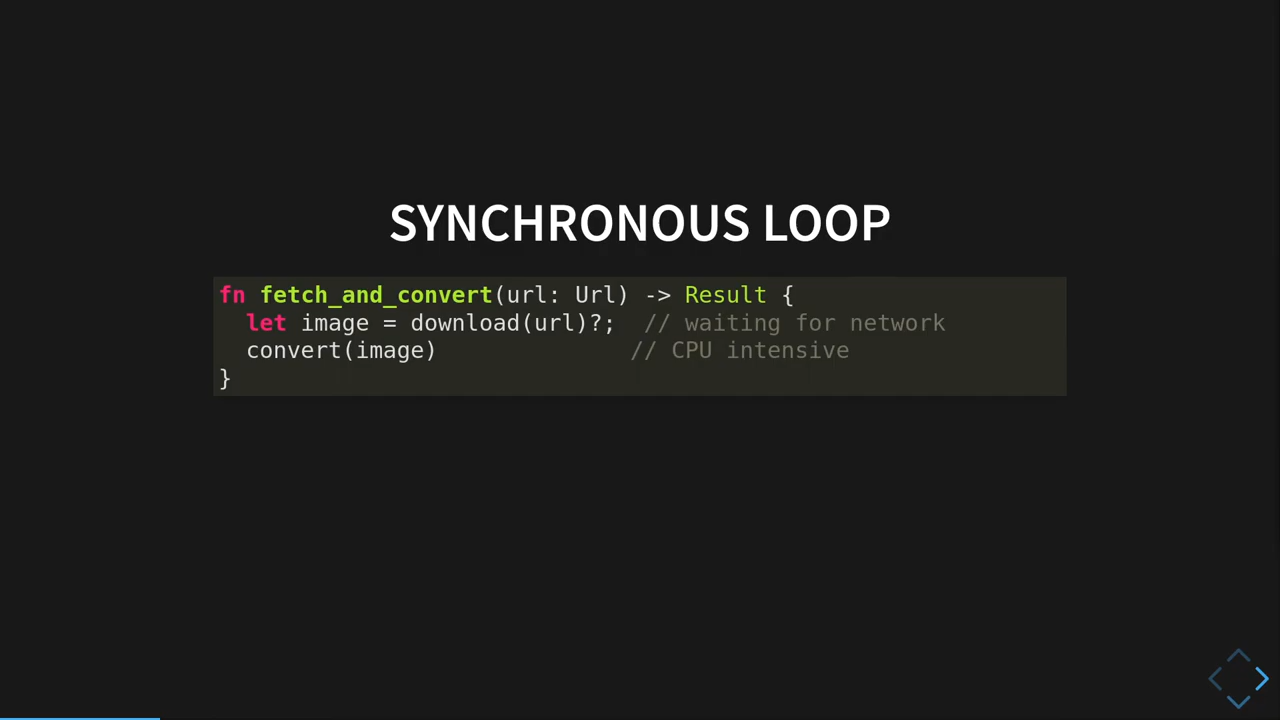 SYNCHRONOUS LOOP
fn fetch_and_convert(url: Url) -> Result {
  let image = download(url)?;  // waiting for network
  convert(image)              // CPU intensive
}